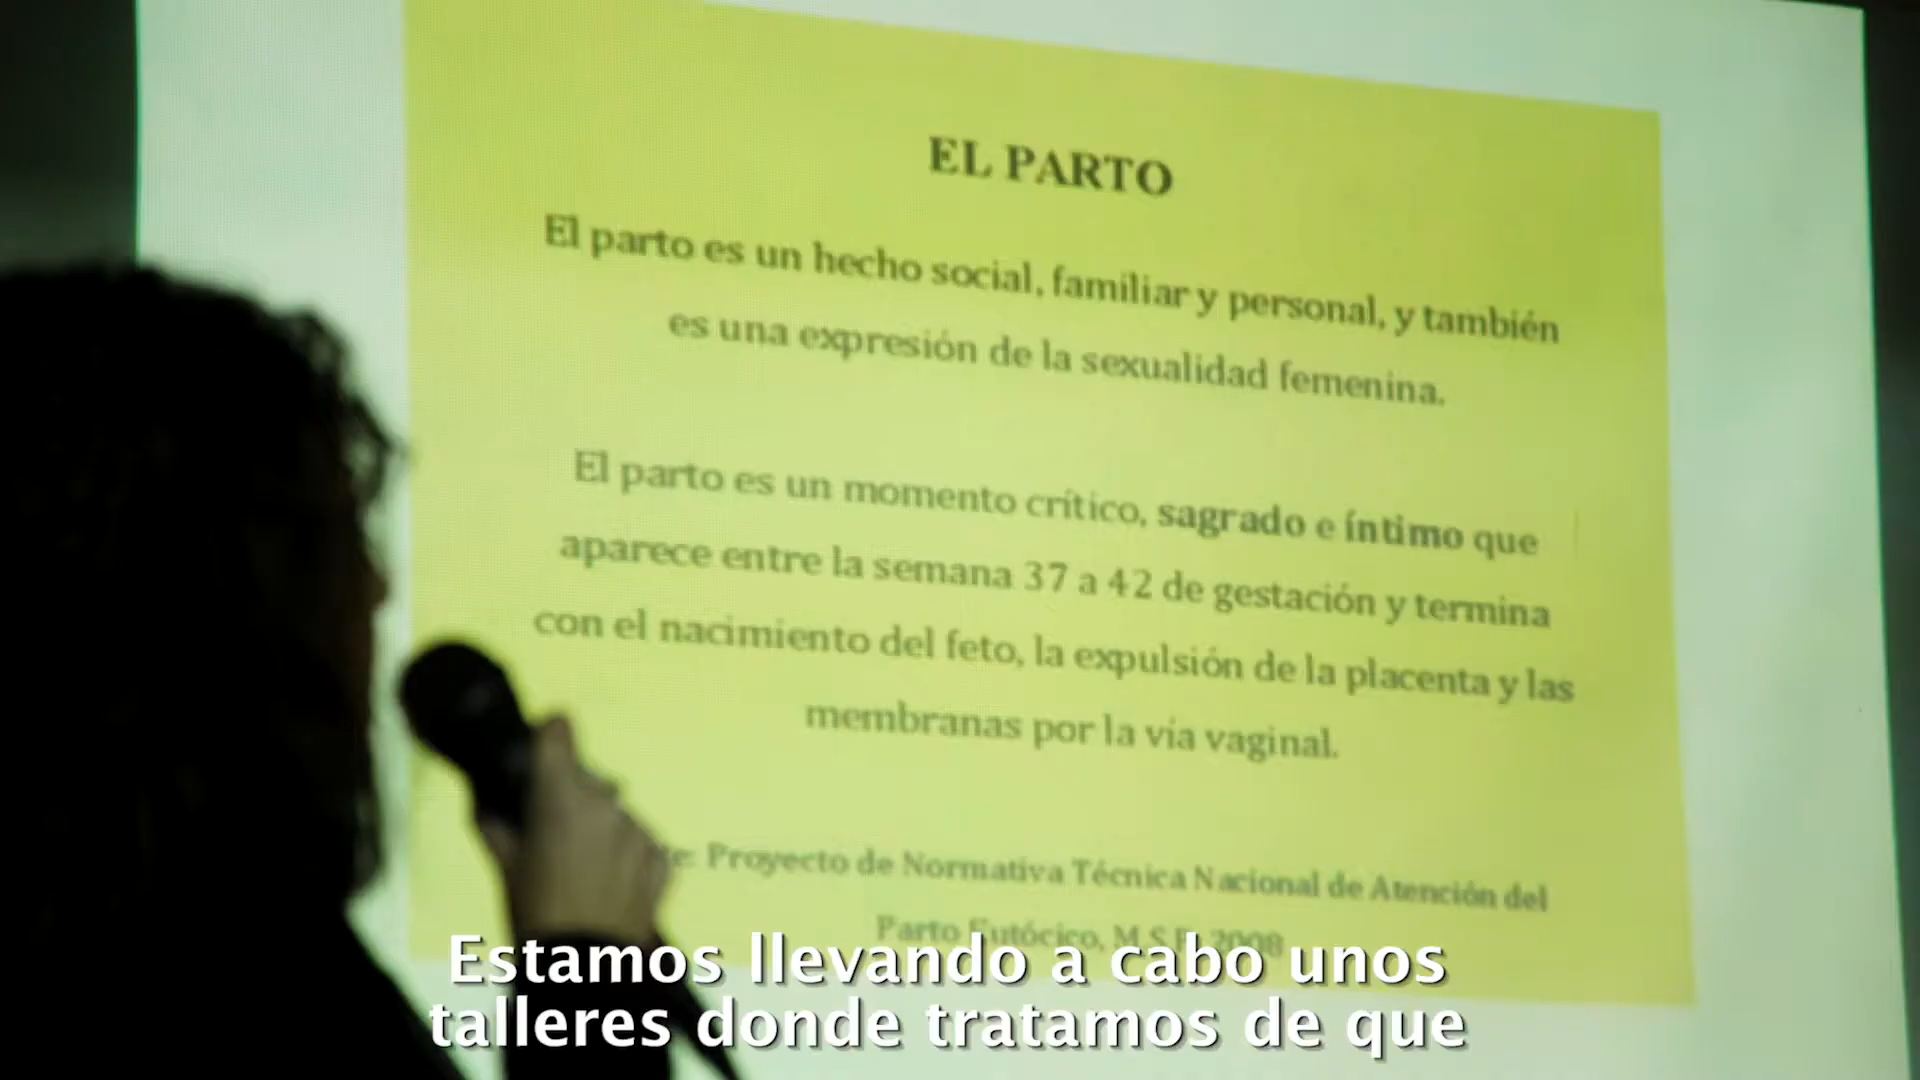 EL PARTO
El parto es un hecho social, familiar y personal, y también
es una expresión de la sexualidad femenina.
El parto es un momento crítico, sagrado e íntimo que
aparece entre la semana 37 a 42 de gestación y termina
con el nacimiento del feto, la expulsión de la placenta y las
membranas por la vía vaginal.
Proyecto de Normativa Técnica Nacional de Atención del
Parto Eutócico, 2008
Estamos llevando a cabo unos
talleres donde tratamos de que